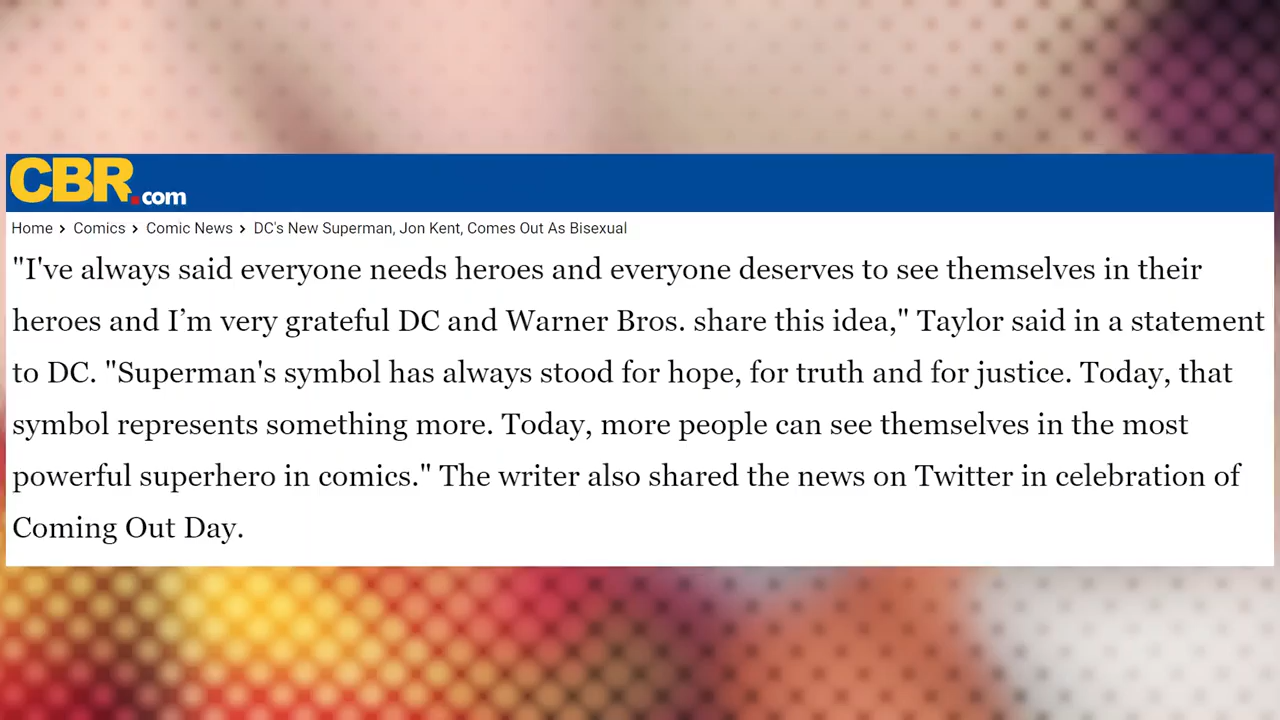 CBR.com
Home > Comics > Comic News > DC's New Superman, Jon Kent, Comes Out As Bisexual
"I've always said everyone needs heroes and everyone deserves to see themselves in their
heroes and I’m very grateful DC and Warner Bros. share this idea," Taylor said in a statement
to DC. "Superman's symbol has always stood for hope, for truth and for justice. Today, that
symbol represents something more. Today, more people can see themselves in the most
powerful superhero in comics." The writer also shared the news on Twitter in celebration of
Coming Out Day.